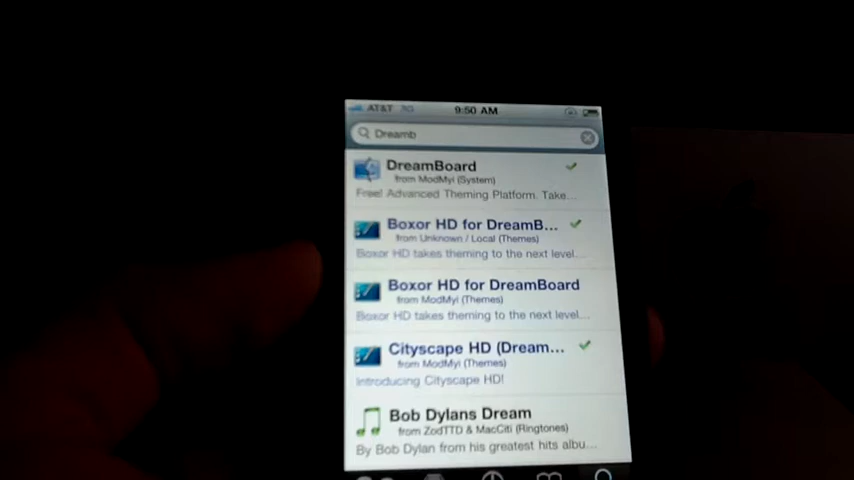 AT&T 3G 9:50 AM
Dreamb
DreamBoard
from ModMyi (System)
Free! Advanced Theming Platform. Take...
Boxor HD for DreamB...
from Unknown / Local (Themes)
Boxor HD takes theming to the next level...
Boxor HD for DreamBoard
from ModMyi (Themes)
Boxor HD takes theming to the next level...
Cityscape HD (Dream...
from ModMyi (Themes)
Introducing Cityscape HD!
Bob Dylans Dream
from ZodTTD & MacCiti (Ringtones)
By Bob Dylan from his greatest hits albu...